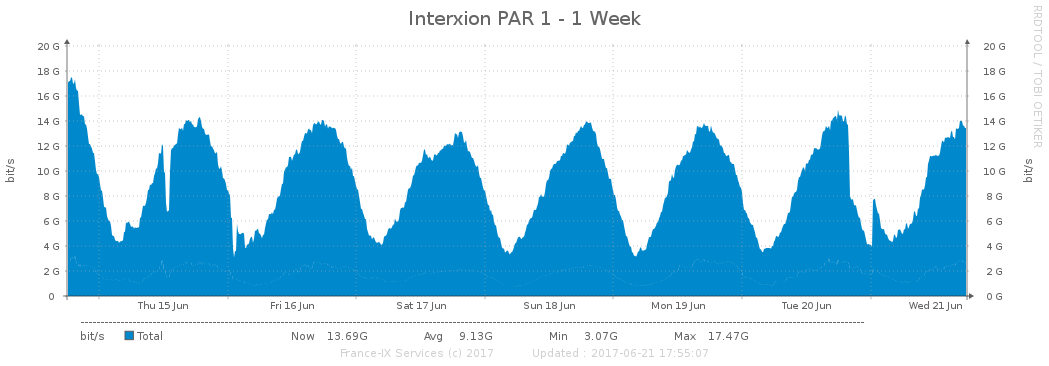 Interxion PAR 1 - 1 Week
RRDTOOL / TOBI OETIKER
20 G 20 G
18 G 18 G
16 G 16 G
14 G 14 G
12 G 12 G
10 G 10 G
8 G 8 G
6 G 6 G
4 G 4 G
2 G 2 G
0 0 G
bit/s
bit/s
Thu 15 Jun Fri 16 Jun Sat 17 Jun Sun 18 Jun Mon 19 Jun Tue 20 Jun Wed 21 Jun
bit/s Total Now 13.69G Avg 9.13G Min 3.07G Max 17.47G
France-IX Services (c) 2017 Updated : 2017-06-21 17:55:07